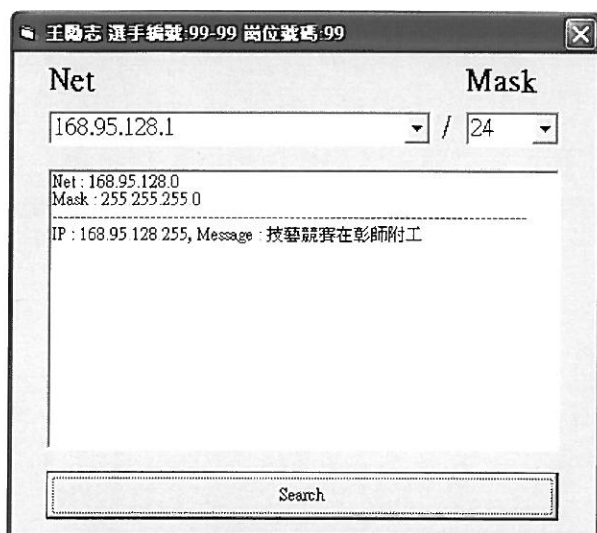 王勵志 選手編號:99-99 崗位號碼:99
Net Mask
168.95.128.1 / 24
Net : 168.95.128.0
Mask : 255.255.255.0
IP : 168.95.128.255, Message : 技藝競賽在彰師附工
Search